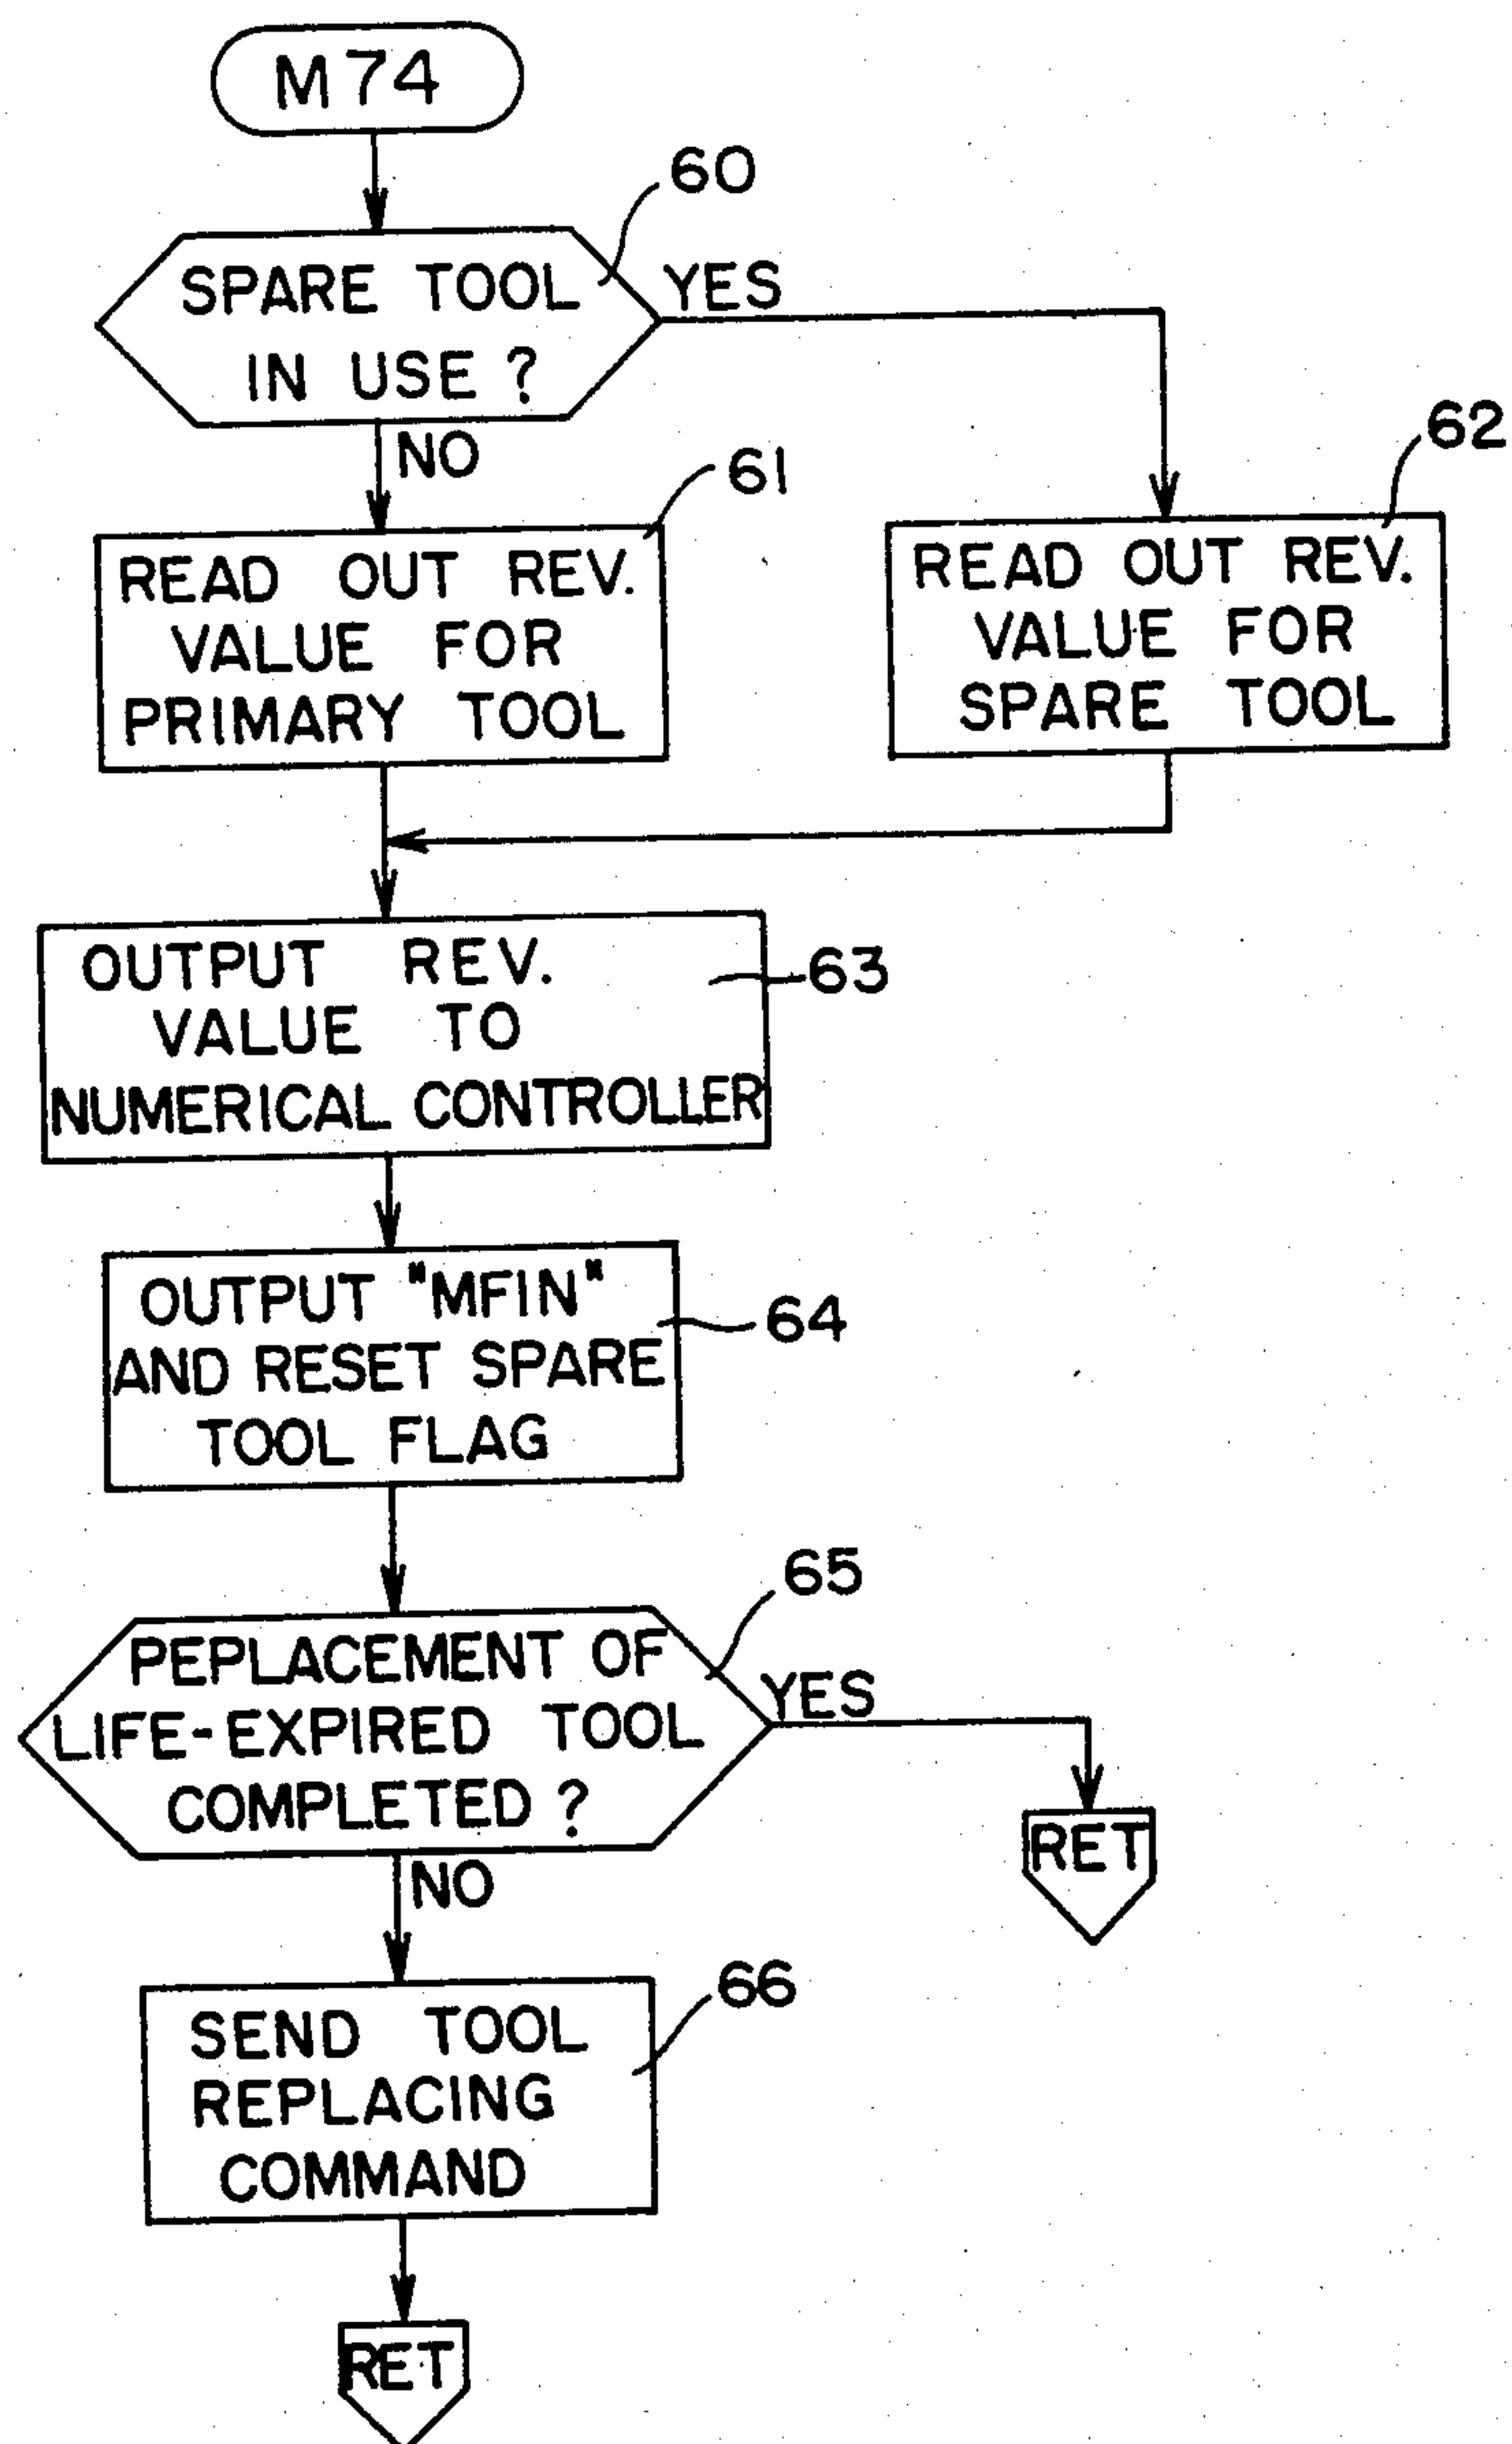 M74
60
SPARE TOOL
IN USE ?
YES
NO
61
62
READ OUT REV.
VALUE FOR
PRIMARY TOOL
READ OUT REV.
VALUE FOR
SPARE TOOL
OUTPUT REV.
VALUE TO
NUMERICAL CONTROLLER
63
OUTPUT "MFIN"
AND RESET SPARE
TOOL FLAG
64
65
PEPLACEMENT OF
LIFE-EXPIRED TOOL
COMPLETED ?
YES
RET
NO
66
SEND TOOL
REPLACING
COMMAND
RET